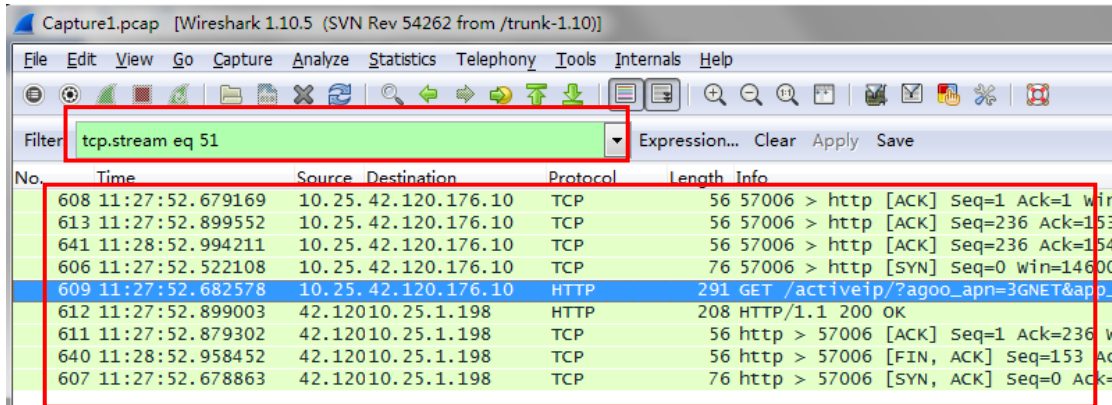 Capture1.pcap [Wireshark 1.10.5 (SVN Rev 54262 from /trunk-1.10)]
File Edit View Go Capture Analyze Statistics Telephony Tools Internals Help
Filter tcp.stream eq 51 Expression... Clear Apply Save
No. Time Source Destination Protocol Length Info
608 11:27:52.679169 10.25. 42.120.176.10 TCP 56 57006 > http [ACK] Seq=1 Ack=1 Win
613 11:27:52.899552 10.25. 42.120.176.10 TCP 56 57006 > http [ACK] Seq=236 Ack=153
641 11:28:52.994211 10.25. 42.120.176.10 TCP 56 57006 > http [ACK] Seq=236 Ack=154
606 11:27:52.522108 10.25. 42.120.176.10 TCP 76 57006 > http [SYN] Seq=0 Win=14600
609 11:27:52.682578 10.25. 42.120.176.10 HTTP 291 GET /activeip/?agoo_apn=3GNET&app_
612 11:27:52.899003 42.120 10.25.1.198 HTTP 208 HTTP/1.1 200 OK
611 11:27:52.879302 42.120 10.25.1.198 TCP 56 http > 57006 [ACK] Seq=1 Ack=236 W
640 11:28:52.958452 42.120 10.25.1.198 TCP 56 http > 57006 [FIN, ACK] Seq=153 Ac
607 11:27:52.678863 42.120 10.25.1.198 TCP 76 http > 57006 [SYN, ACK] Seq=0 Ack=